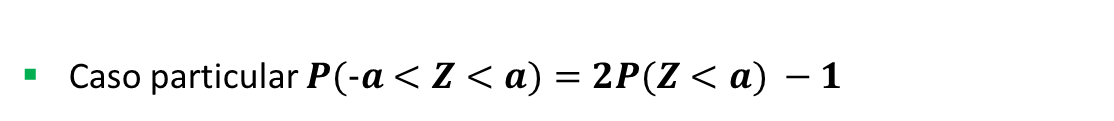 ▪ Caso particular P(-a < Z < a) = 2P(Z < a) − 1